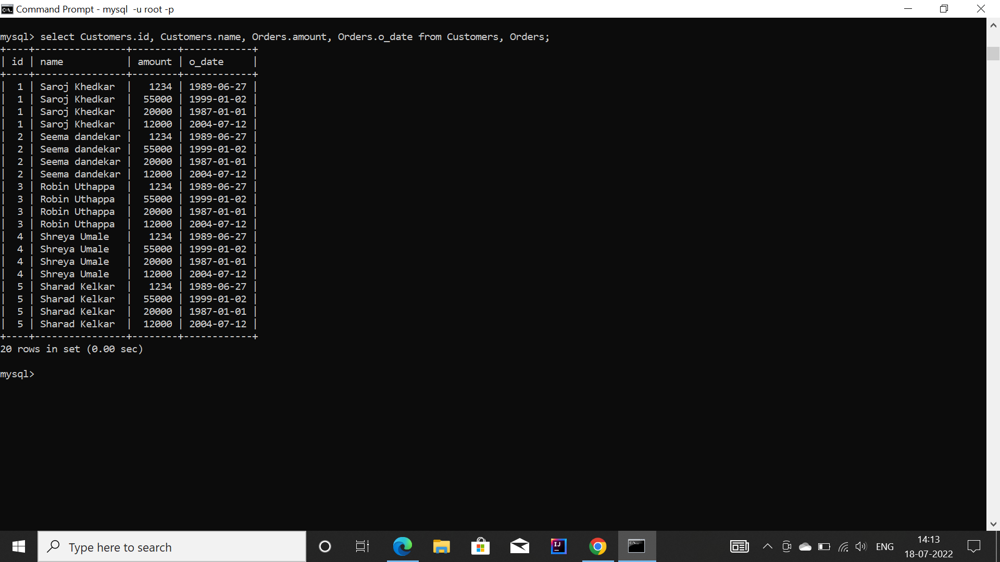 Command Prompt - mysql  -u root -p
mysql> select Customers.id, Customers.name, Orders.amount, Orders.o_date from Customers, Orders;
+----+----------------+--------+------------+
| id | name           | amount | o_date     |
+----+----------------+--------+------------+
|  1 | Saroj Khedkar  |   1234 | 1989-06-27 |
|  1 | Saroj Khedkar  |  55000 | 1999-01-02 |
|  1 | Saroj Khedkar  |  20000 | 1987-01-01 |
|  1 | Saroj Khedkar  |  12000 | 2004-07-12 |
|  2 | Seema dandekar |   1234 | 1989-06-27 |
|  2 | Seema dandekar |  55000 | 1999-01-02 |
|  2 | Seema dandekar |  20000 | 1987-01-01 |
|  2 | Seema dandekar |  12000 | 2004-07-12 |
|  3 | Robin Uthappa  |   1234 | 1989-06-27 |
|  3 | Robin Uthappa  |  55000 | 1999-01-02 |
|  3 | Robin Uthappa  |  20000 | 1987-01-01 |
|  3 | Robin Uthappa  |  12000 | 2004-07-12 |
|  4 | Shreya Umale   |   1234 | 1989-06-27 |
|  4 | Shreya Umale   |  55000 | 1999-01-02 |
|  4 | Shreya Umale   |  20000 | 1987-01-01 |
|  4 | Shreya Umale   |  12000 | 2004-07-12 |
|  5 | Sharad Kelkar  |   1234 | 1989-06-27 |
|  5 | Sharad Kelkar  |  55000 | 1999-01-02 |
|  5 | Sharad Kelkar  |  20000 | 1987-01-01 |
|  5 | Sharad Kelkar  |  12000 | 2004-07-12 |
+----+----------------+--------+------------+
20 rows in set (0.00 sec)
mysql>
Type here to search
IJ
ENG
14:13
18-07-2022